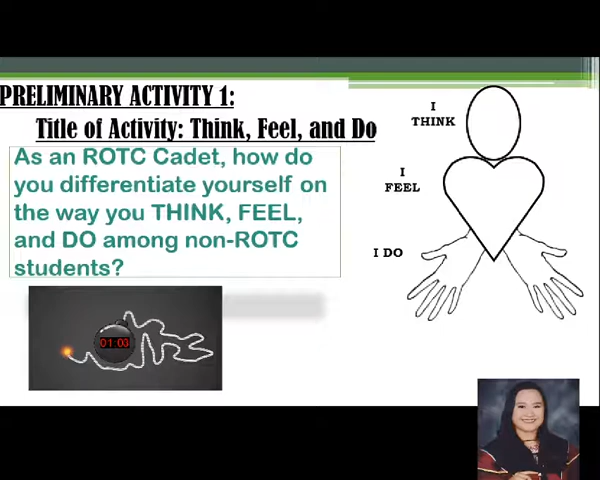 PRELIMINARY ACTIVITY 1:
Title of Activity: Think, Feel, and Do
As an ROTC Cadet, how do
you differentiate yourself on
the way you THINK, FEEL,
and DO among non-ROTC
students?
I
THINK
I
FEEL
I DO
01:03